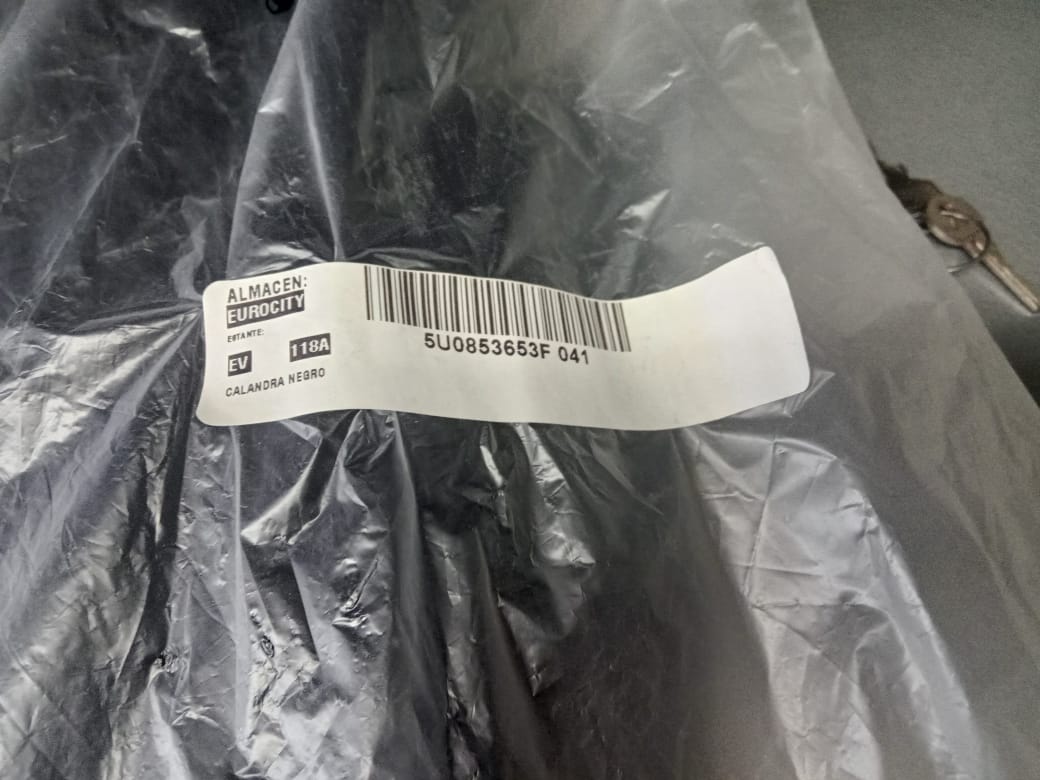 ALMACEN:
EUROCITY
ESTANTE:
EV 118A
CALANDRA NEGRO
5U0853653F 041